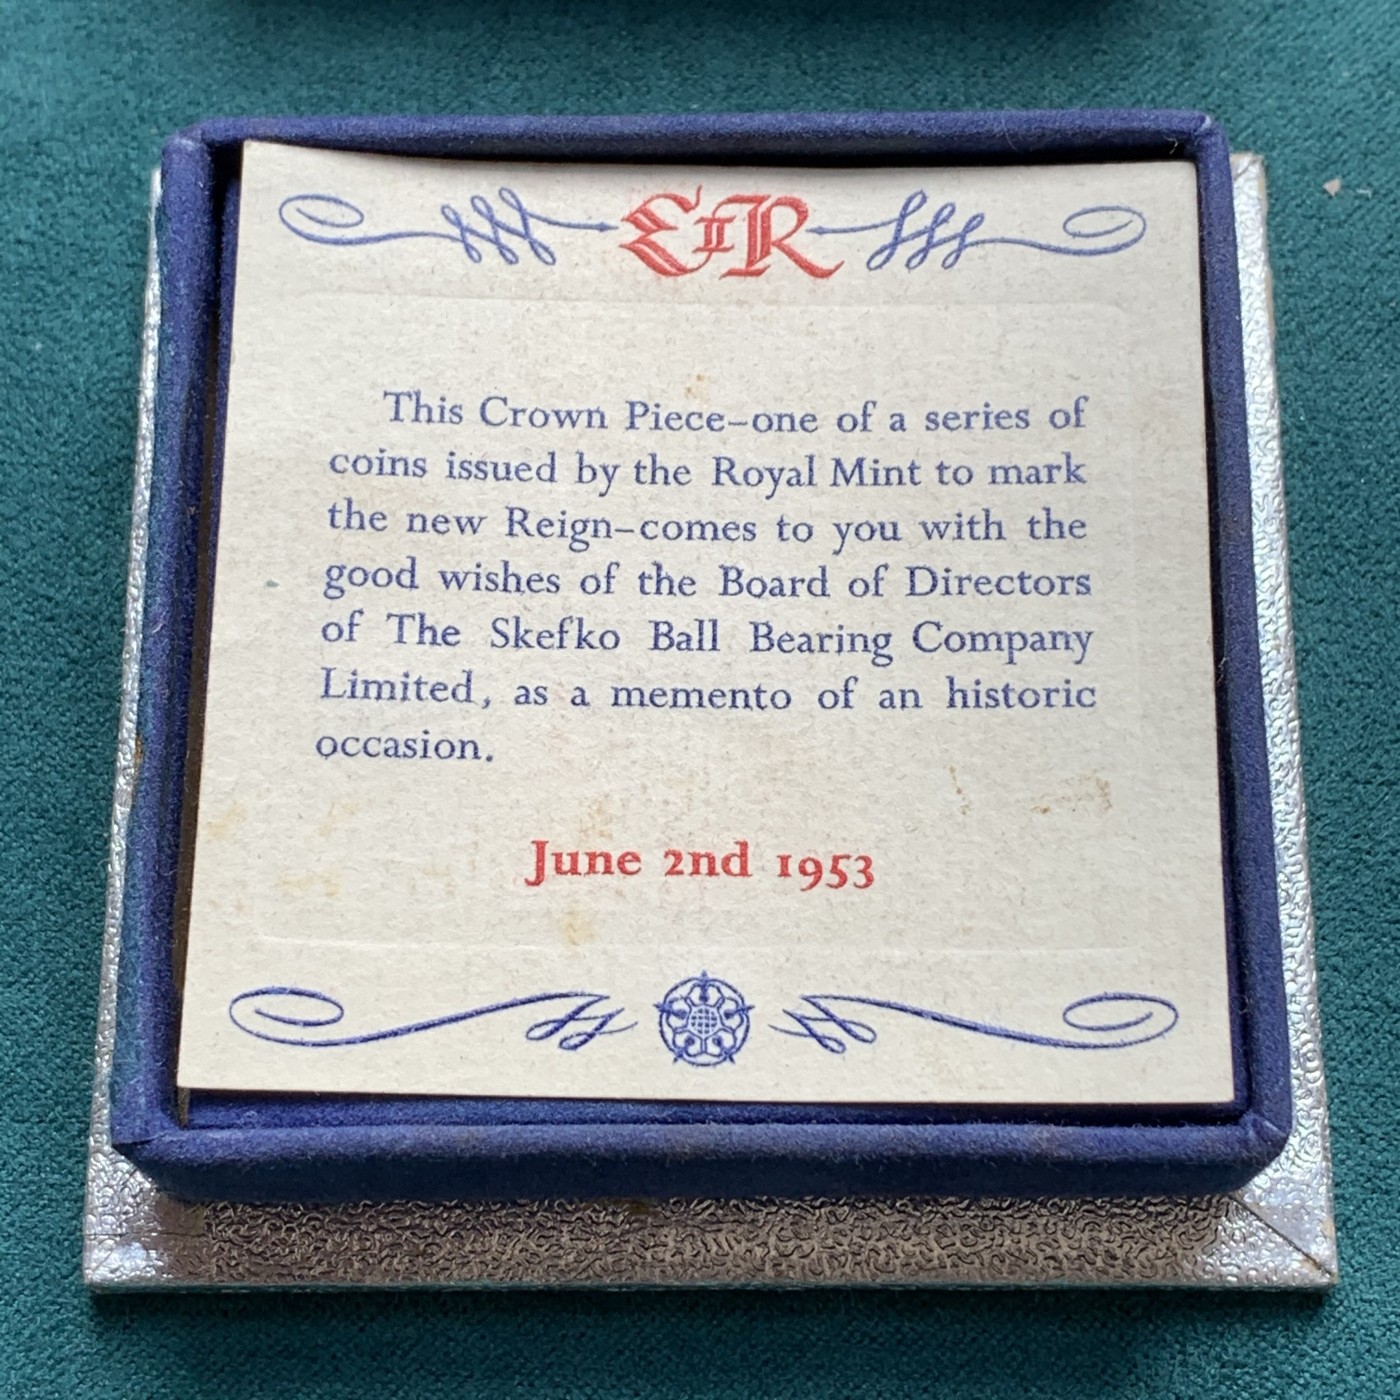 EIIR
This Crown Piece–one of a series of
coins issued by the Royal Mint to mark
the new Reign–comes to you with the
good wishes of the Board of Directors
of The Skefko Ball Bearing Company
Limited, as a memento of an historic
occasion.
June 2nd 1953